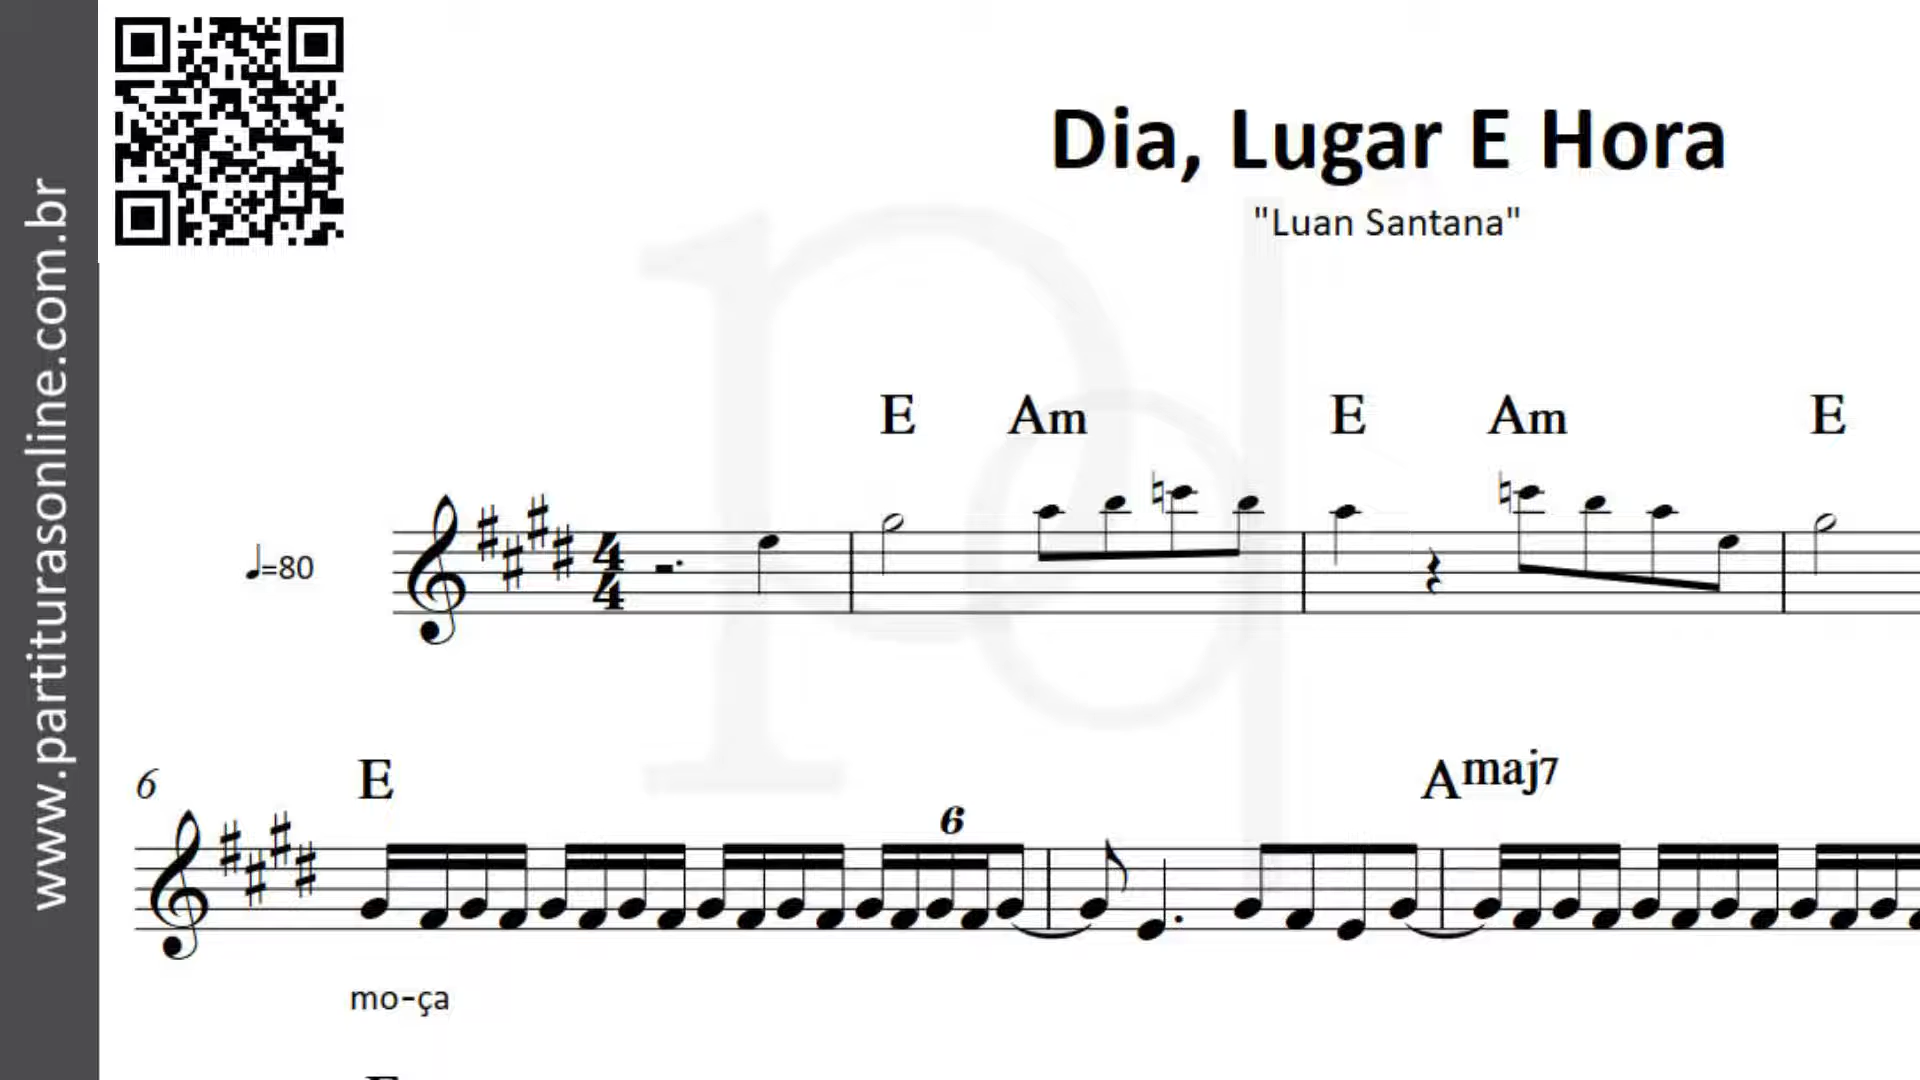 www.partiturasonline.com.br
Dia, Lugar E Hora
"Luan Santana"
E Am E Am E
♩=80
4
4
6 E Amaj7
6
mo-ça